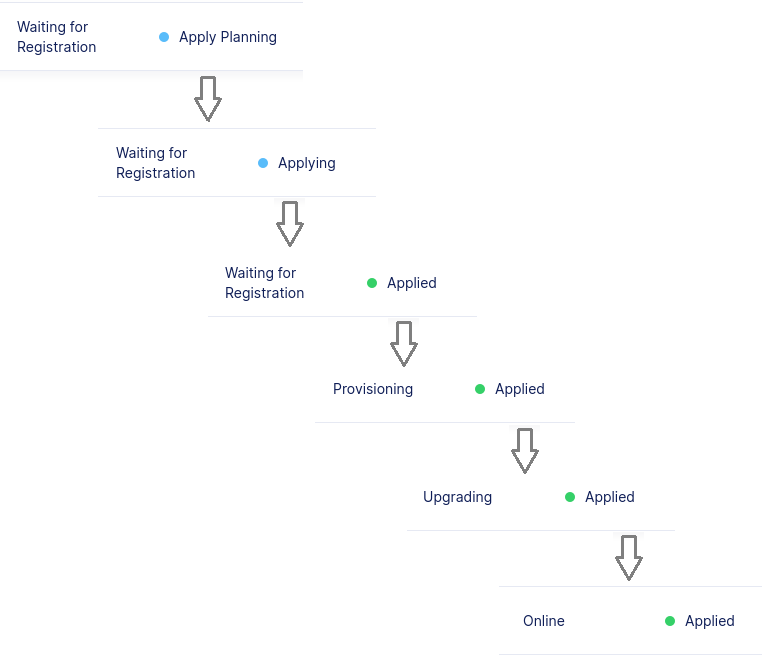 Waiting for
Registration
Apply Planning
Waiting for
Registration
Applying
Waiting for
Registration
Applied
Provisioning
Applied
Upgrading
Applied
Online
Applied